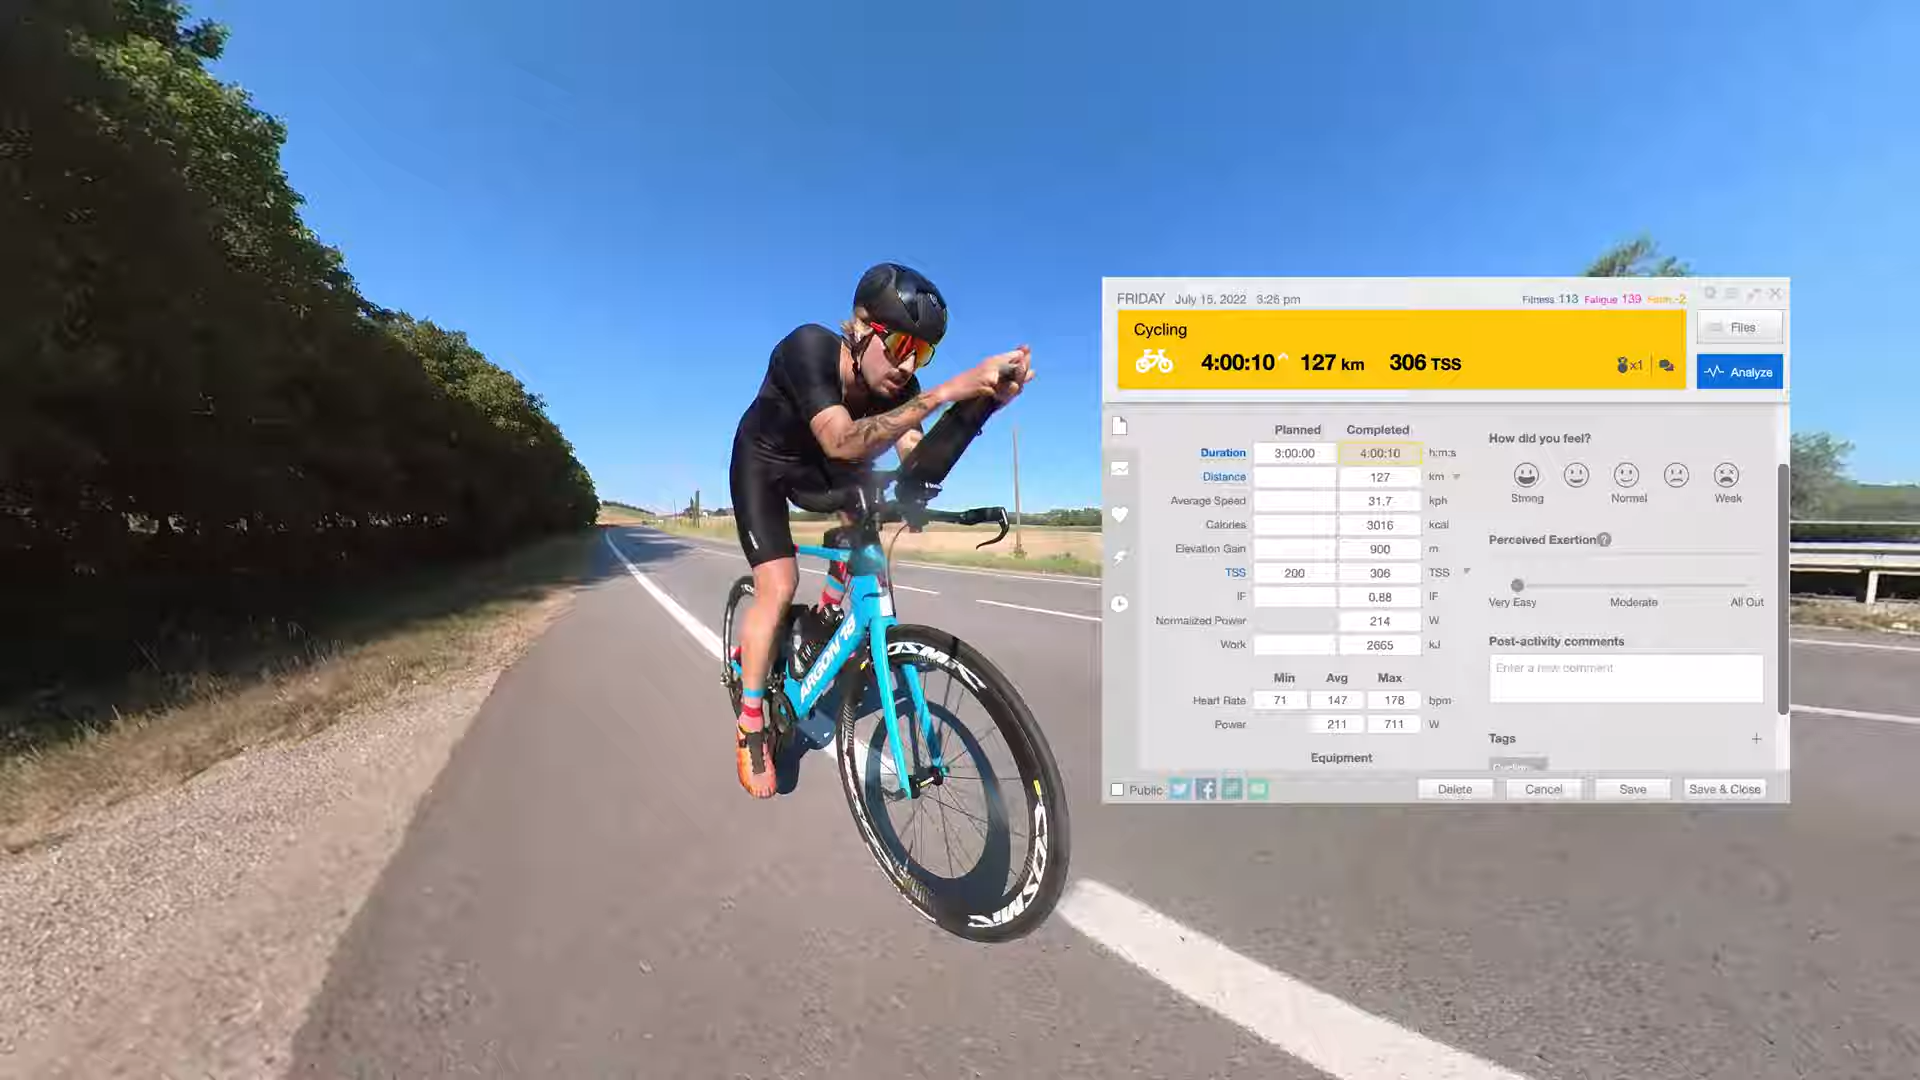 FRIDAY July 15, 2022 3:26 pm
Fitness 113 Fatigue 139 Form -2
Cycling
4:00:10 127 km 306 TSS
x1
Files
Analyze
Planned Completed
Duration 3:00:00 4:00:10 h:m:s
Distance 127 km
Average Speed 31.7 kph
Calories 3016 kcal
Elevation Gain 900 m
TSS 200 306 TSS
IF 0.88 IF
Normalized Power 214 W
Work 2665 kJ
Min Avg Max
Heart Rate 71 147 178 bpm
Power 211 711 W
Equipment
How did you feel?
Strong Normal Weak
Perceived Exertion ?
Very Easy Moderate All Out
Post-activity comments
Enter a new comment
Tags +
Cycling
Public
Delete Cancel Save Save & Close
ARGON 18
COSMIC
COSMIC